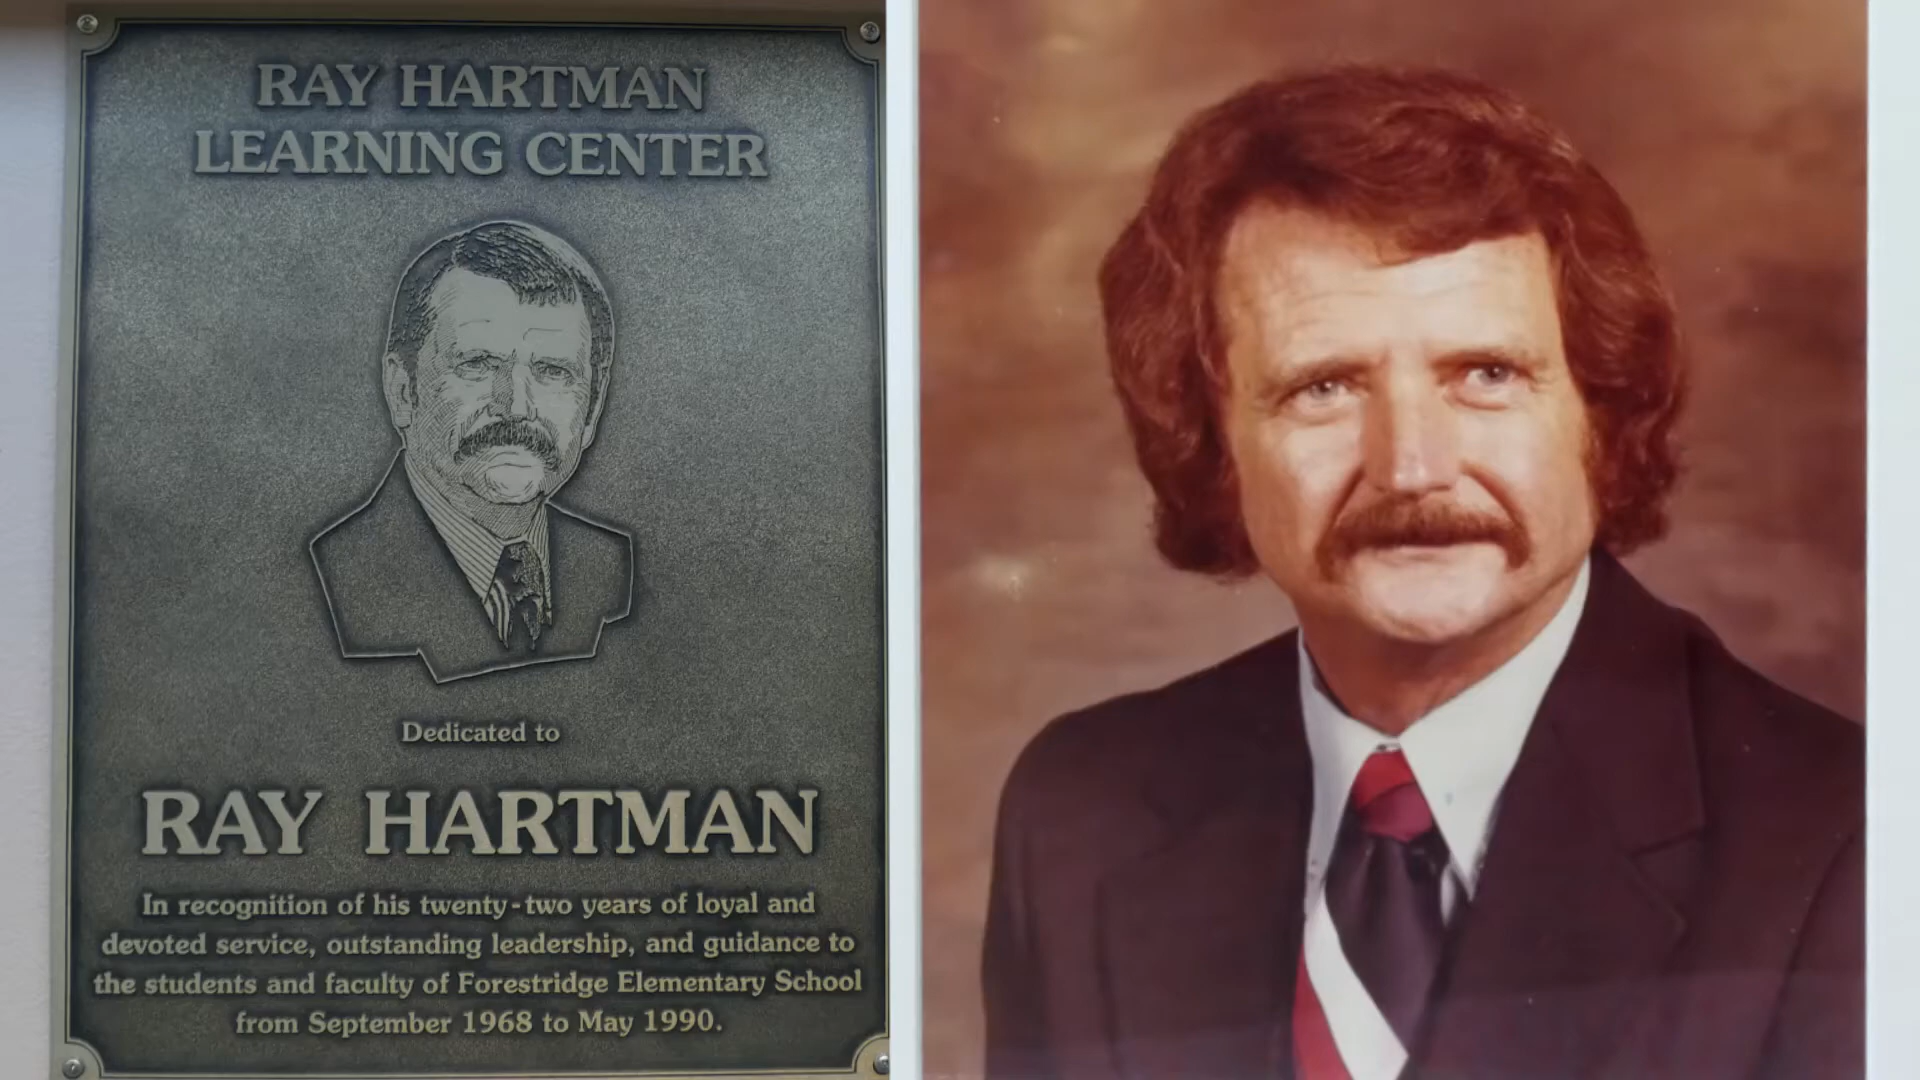 RAY HARTMAN
LEARNING CENTER
Dedicated to
RAY HARTMAN
In recognition of his twenty-two years of loyal and
devoted service, outstanding leadership, and guidance to
the students and faculty of Forestridge Elementary School
from September 1968 to May 1990.